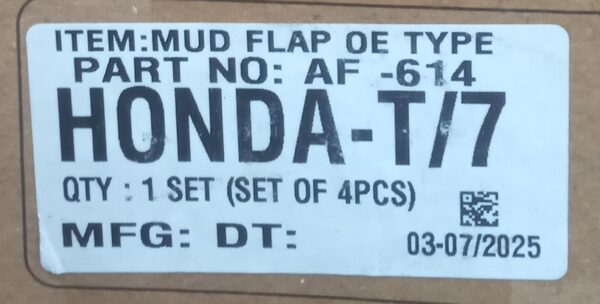 ITEM:MUD FLAP OE TYPE
PART NO: AF -614
HONDA-T/7
QTY : 1 SET (SET OF 4PCS)
MFG: DT: 03-07/2025